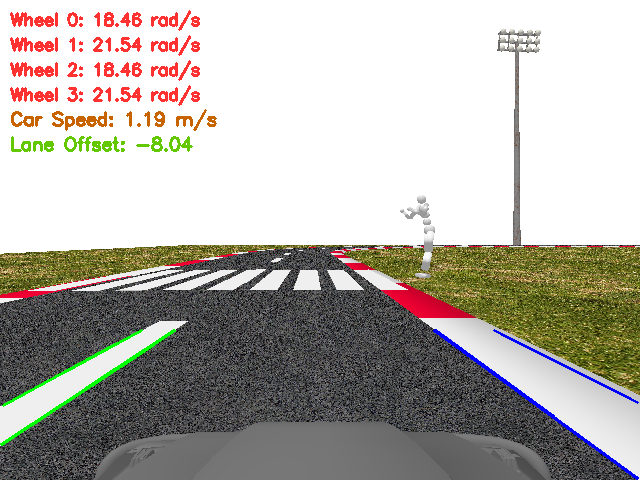 Wheel 0: 18.46 rad/s
Wheel 1: 21.54 rad/s
Wheel 2: 18.46 rad/s
Wheel 3: 21.54 rad/s
Car Speed: 1.19 m/s
Lane Offset: -8.04